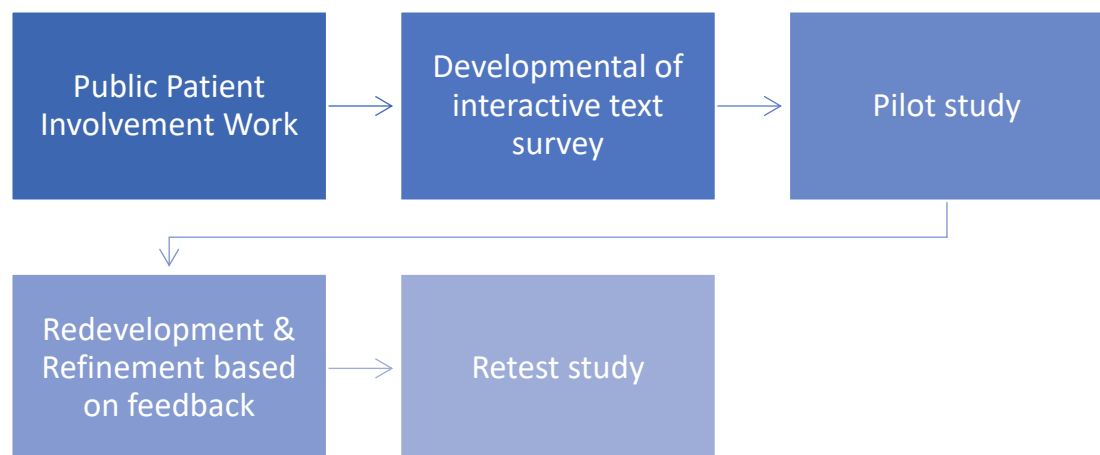 Public Patient
Involvement Work
Developmental of
interactive text
survey
Pilot study
Redevelopment &
Refinement based
on feedback
Retest study